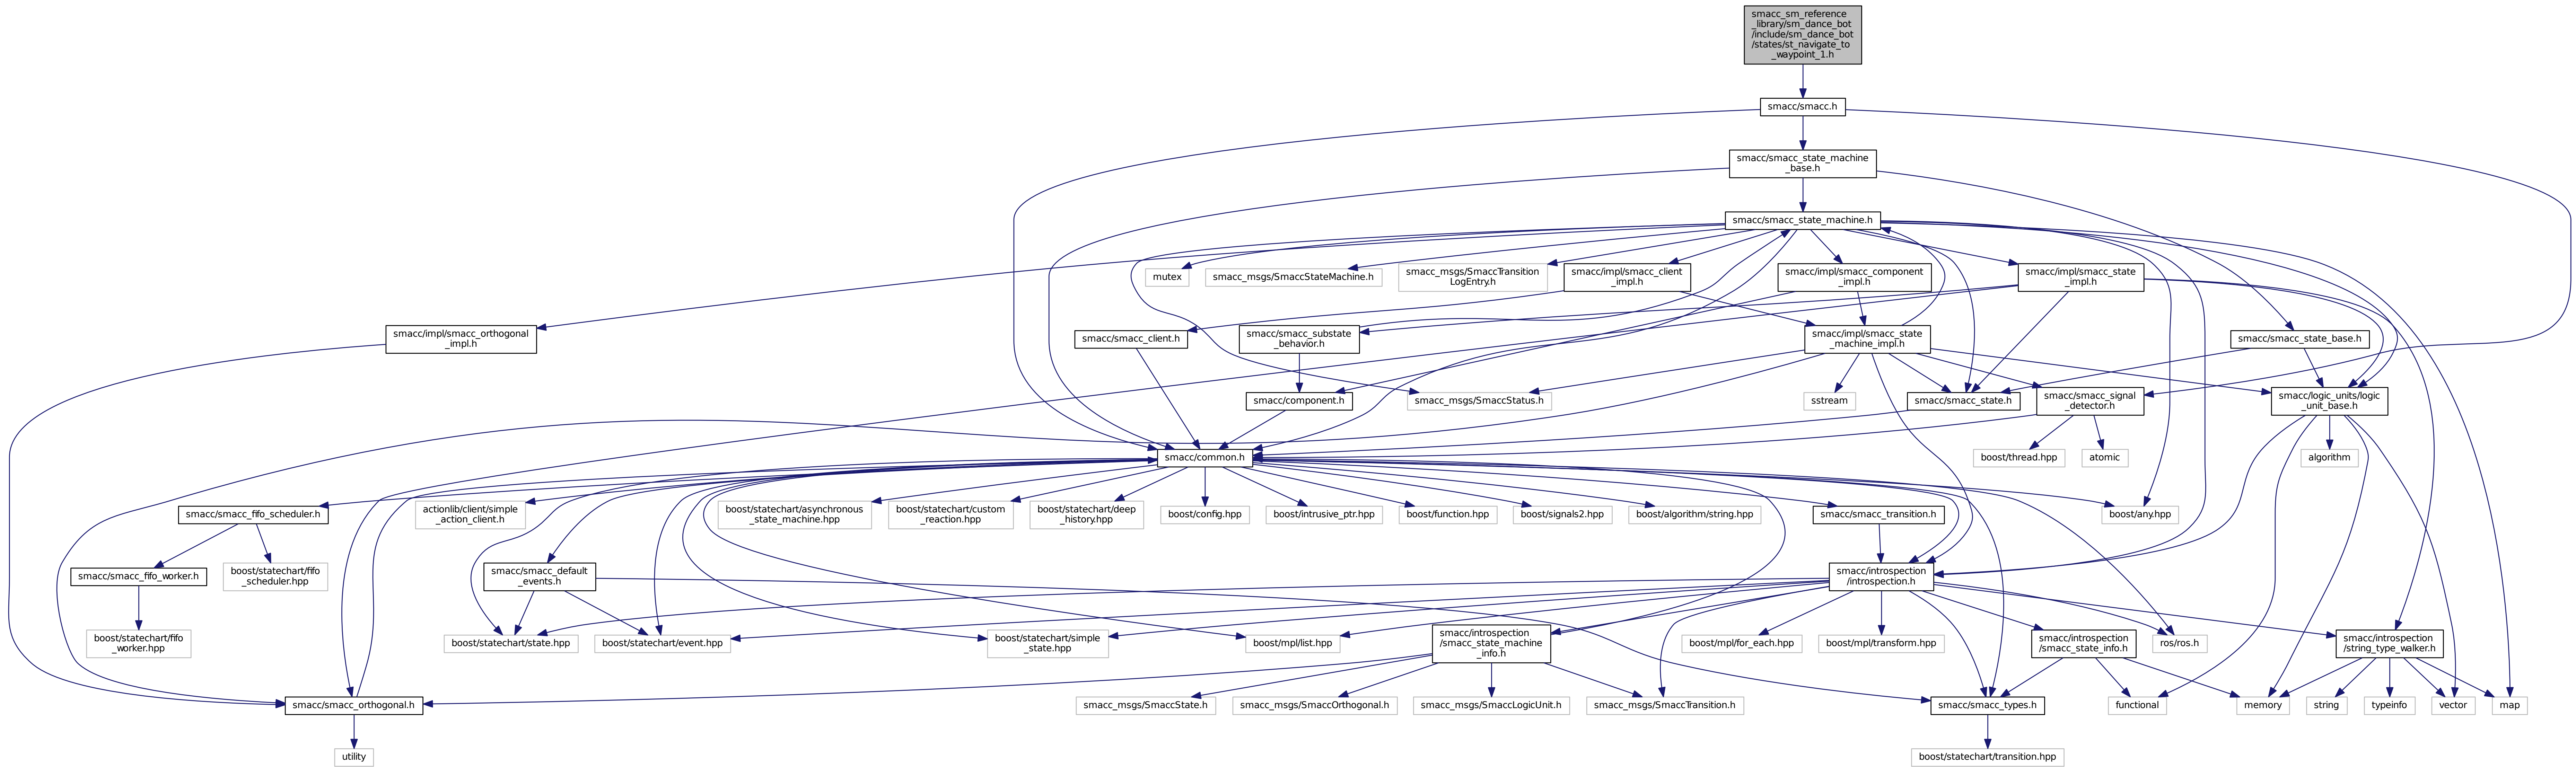 smacc_sm_reference
_library/sm_dance_bot
/include/sm_dance_bot
/states/st_navigate_to
_waypoint_1.h
smacc/smacc.h
smacc/smacc_state_machine
_base.h
smacc/smacc_state_machine.h
mutex
smacc_msgs/SmaccStateMachine.h
smacc_msgs/SmaccTransition
LogEntry.h
smacc/impl/smacc_client
_impl.h
smacc/impl/smacc_component
_impl.h
smacc/impl/smacc_state
_impl.h
smacc/impl/smacc_orthogonal
_impl.h
smacc/smacc_client.h
smacc/smacc_substate
_behavior.h
smacc/impl/smacc_state
_machine_impl.h
smacc/smacc_state_base.h
smacc/component.h
smacc_msgs/SmaccStatus.h
sstream
smacc/smacc_state.h
smacc/smacc_signal
_detector.h
smacc/logic_units/logic
_unit_base.h
smacc/common.h
boost/thread.hpp
atomic
algorithm
smacc/smacc_fifo_scheduler.h
actionlib/client/simple
_action_client.h
boost/statechart/asynchronous
_state_machine.hpp
boost/statechart/custom
_reaction.hpp
boost/statechart/deep
_history.hpp
boost/config.hpp
boost/intrusive_ptr.hpp
boost/function.hpp
boost/signals2.hpp
boost/algorithm/string.hpp
smacc/smacc_transition.h
boost/any.hpp
smacc/smacc_fifo_worker.h
boost/statechart/fifo
_scheduler.hpp
smacc/smacc_default
_events.h
smacc/introspection
/introspection.h
boost/statechart/fifo
_worker.hpp
boost/statechart/state.hpp
boost/statechart/event.hpp
smacc/introspection
/smacc_state_machine
_info.h
boost/statechart/simple
_state.hpp
boost/mpl/list.hpp
boost/mpl/for_each.hpp
boost/mpl/transform.hpp
smacc/introspection
/smacc_state_info.h
ros/ros.h
smacc/introspection
/string_type_walker.h
smacc/smacc_orthogonal.h
smacc_msgs/SmaccState.h
smacc_msgs/SmaccOrthogonal.h
smacc_msgs/SmaccLogicUnit.h
smacc_msgs/SmaccTransition.h
smacc/smacc_types.h
functional
memory
string
typeinfo
vector
map
utility
boost/statechart/transition.hpp